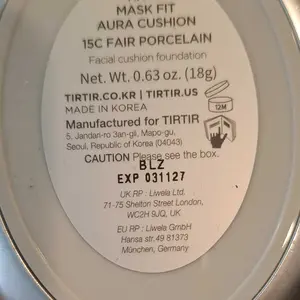 MASK FIT
AURA CUSHION
15C FAIR PORCELAIN
Facial cushion foundation
Net. Wt. 0.63 oz. (18g)
TIRTIR.CO.KR | TIRTIR.US
MADE IN KOREA
12M
Manufactured for TIRTIR
5, Jandari-ro 3an-gil, Mapo-gu,
Seoul, Republic of Korea (04043)
CAUTION Please see the box.
BLZ
EXP 031127
UK RP : Liwela Ltd.
71-75 Shelton Street London,
WC2H 9JQ, UK
EU RP : Liwela GmbH
Hansa str.49 81373
München, Germany